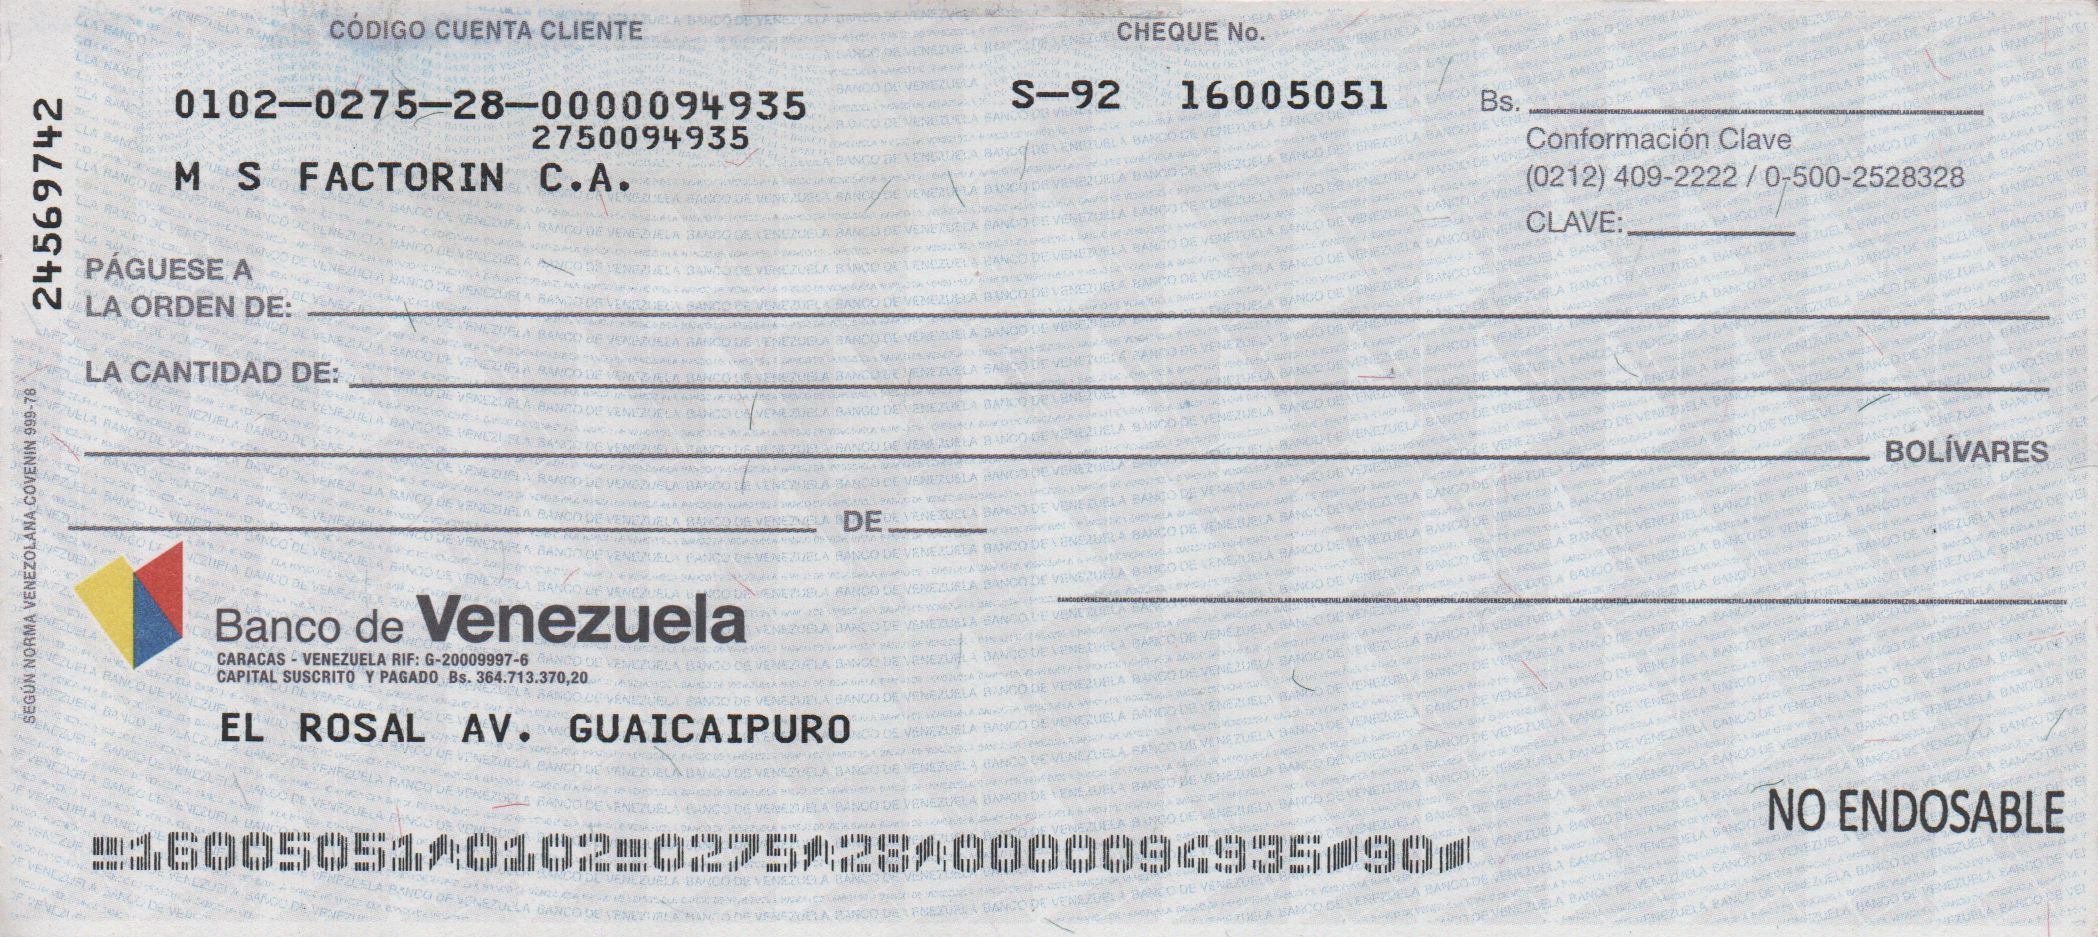 CÓDIGO CUENTA CLIENTE
CHEQUE No.
0102-0275-28-0000094935
2750094935
S-92 16005051
Bs.
M S FACTORIN C.A.
Conformación Clave
(0212) 409-2222 / 0-500-2528328
CLAVE:
24569742
PÁGUESE A
LA ORDEN DE:
LA CANTIDAD DE:
BOLÍVARES
DE
SEGÚN NORMA VENEZOLANA COVENIN 999-78
Banco de Venezuela
CARACAS - VENEZUELA RIF: G-20009997-6
CAPITAL SUSCRITO Y PAGADO Bs. 364.713.370,20
EL ROSAL AV. GUAICAIPURO
NO ENDOSABLE
16005051 0102 0275 28 0000094935 90